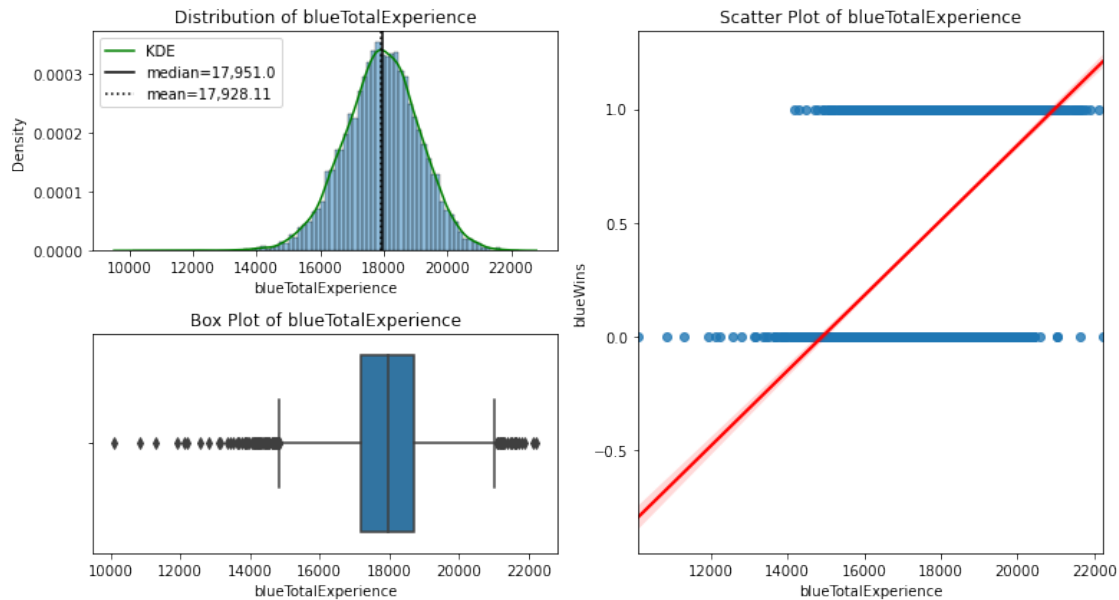 Distribution of blueTotalExperience
KDE
median=17,951.0
mean=17,928.11
Density
0.0003
0.0002
0.0001
0.0000
10000 12000 14000 16000 18000 20000 22000
blueTotalExperience
Box Plot of blueTotalExperience
10000 12000 14000 16000 18000 20000 22000
blueTotalExperience
Scatter Plot of blueTotalExperience
blueWins
1.0
0.5
0.0
−0.5
12000 14000 16000 18000 20000 22000
blueTotalExperience